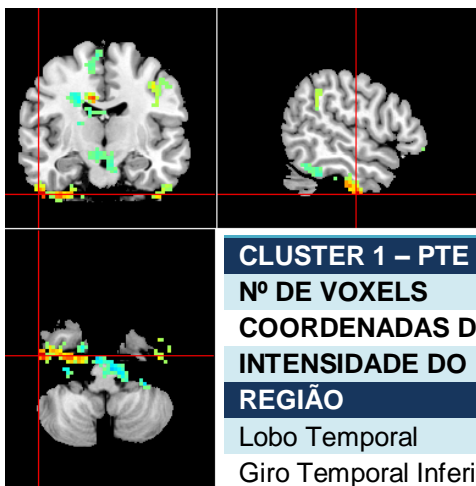 CLUSTER 1 – PTE
Nº DE VOXELS
COORDENADAS D
INTENSIDADE DO
REGIÃO
Lobo Temporal
Giro Temporal Inferi